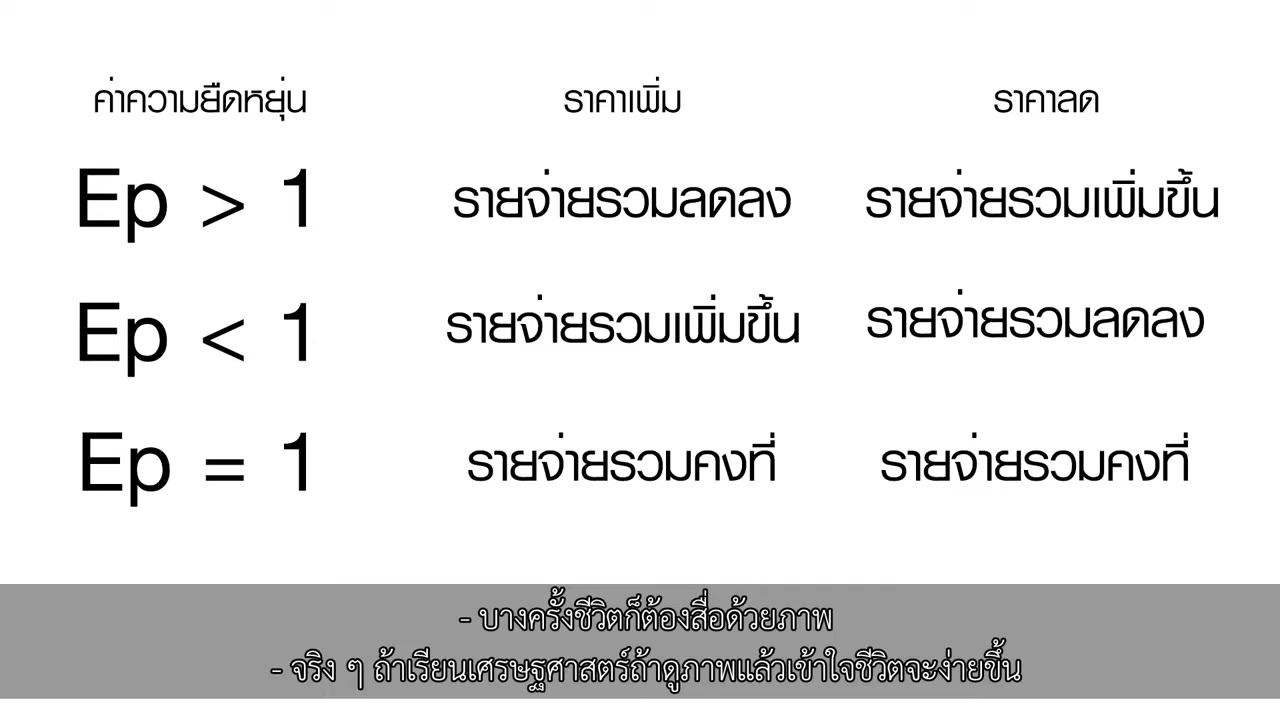 ค่าความยืดหยุ่น ราคาเพิ่ม ราคาลด
Ep > 1 รายจ่ายรวมลดลง รายจ่ายรวมเพิ่มขึ้น
Ep < 1 รายจ่ายรวมเพิ่มขึ้น รายจ่ายรวมลดลง
Ep = 1 รายจ่ายรวมคงที่ รายจ่ายรวมคงที่
- บางครั้งชีวิตก็ต้องสื่อด้วยภาพ
- จริง ๆ ถ้าเรียนเศรษฐศาสตร์ถ้าดูภาพแล้วเข้าใจชีวิตจะง่ายขึ้น